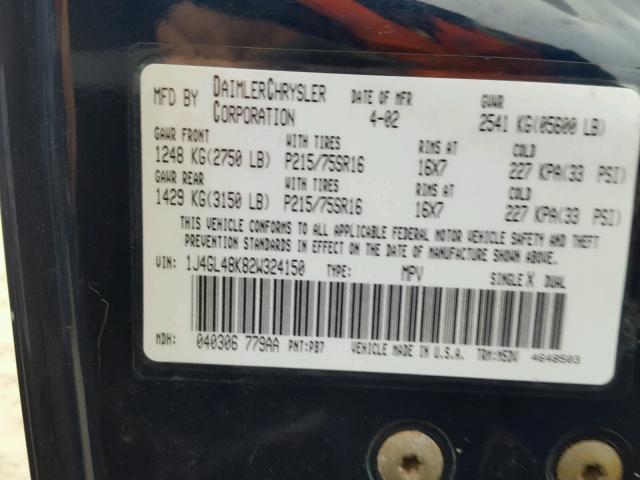 MFD BY DAIMLERCHRYSLER CORPORATION DATE OF MFR 4-02 GVWR 2541 KG(05600 LB)
GAWR FRONT WITH TIRES RIMS AT COLD
1248 KG(2750 LB) P215/75SR16 16X7 227 KPA(33 PSI)
GAWR REAR WITH TIRES RIMS AT COLD
1429 KG(3150 LB) P215/75SR16 16X7 227 KPA(33 PSI)
THIS VEHICLE CONFORMS TO ALL APPLICABLE FEDERAL MOTOR VEHICLE SAFETY AND THEFT
PREVENTION STANDARDS IN EFFECT ON THE DATE OF MANUFACTURE SHOWN ABOVE.
VIN: 1J4GL48K82W324150 TYPE: MPV SINGLE X DUAL
MDH: 040306 779AA PNT:PB7 VEHICLE MADE IN U.S.A. TRM:MSDV 4648503